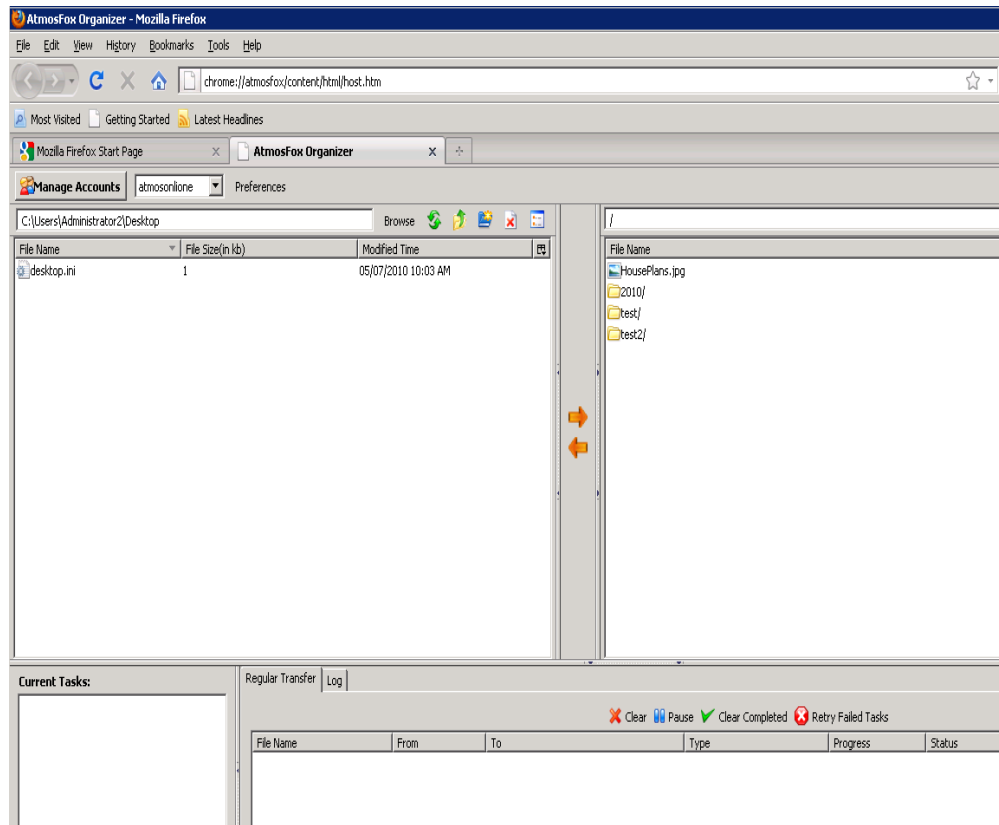 AtmosFox Organizer - Mozilla Firefox
File Edit View History Bookmarks Tools Help
chrome://atmosfox/content/html/host.htm
Most Visited Getting Started Latest Headlines
Mozilla Firefox Start Page AtmosFox Organizer
Manage Accounts atmosonlione Preferences
C:\Users\Administrator2\Desktop Browse /
File Name File Size(in kb) Modified Time File Name
desktop.ini 1 05/07/2010 10:03 AM HousePlans.jpg
2010/
test/
test2/
Current Tasks: Regular Transfer Log
Clear Pause Clear Completed Retry Failed Tasks
File Name From To Type Progress Status